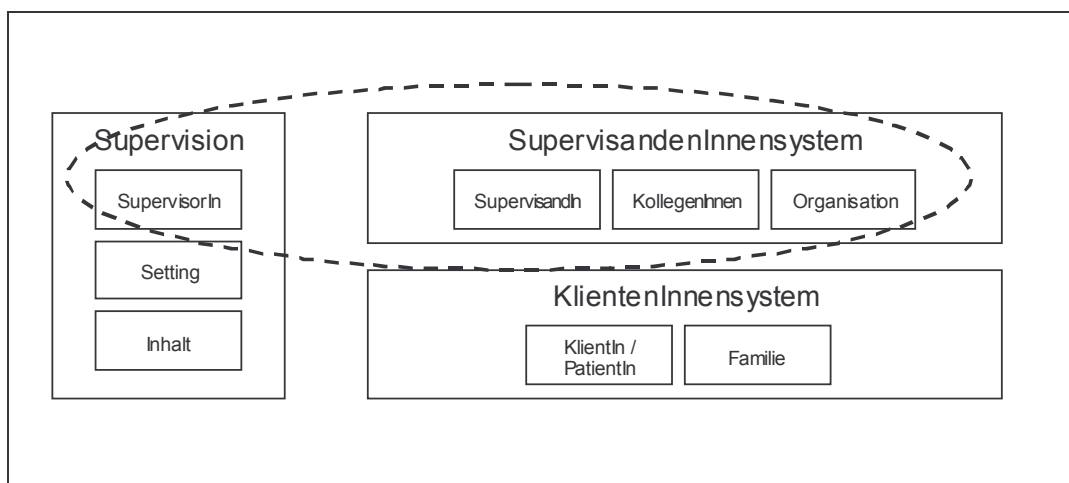 Supervision
SupervisorIn
Setting
Inhalt
SupervisandenInnensystem
SupervisandIn
KollegenInnen
Organisation
KlientenInnensystem
KlientIn /
PatientIn
Familie